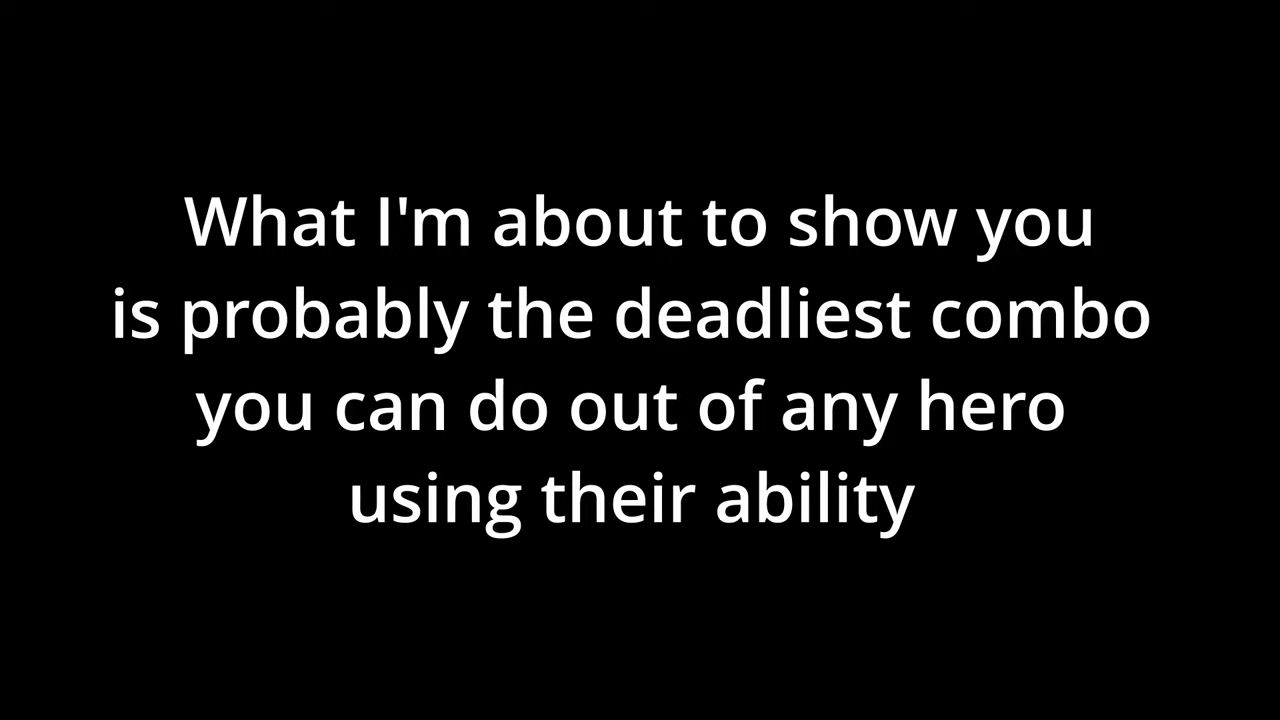 What I'm about to show you
is probably the deadliest combo
you can do out of any hero
using their ability